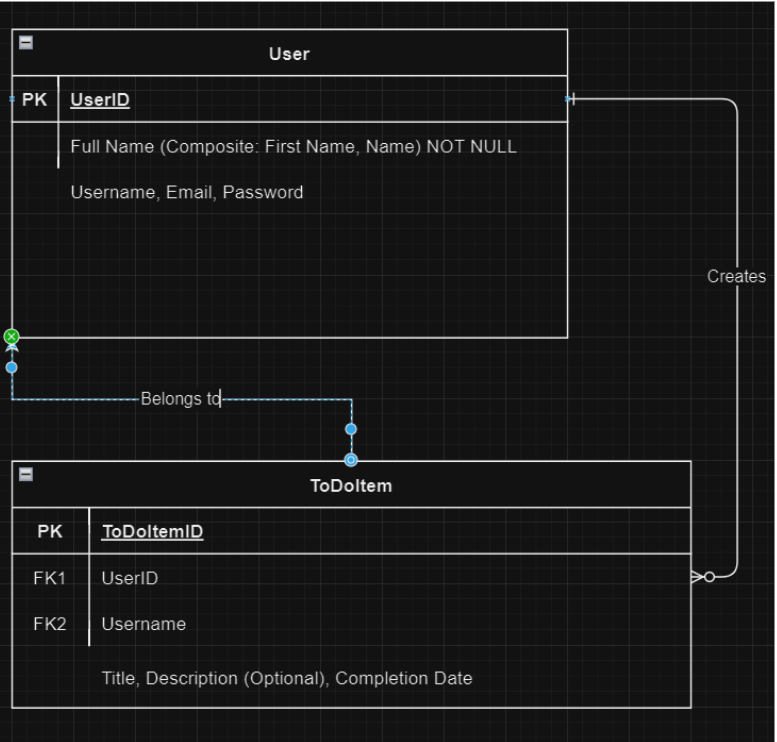 User
PK UserID
Full Name (Composite: First Name, Name) NOT NULL
Username, Email, Password
Creates
Belongs to
ToDoItem
PK ToDoItemID
FK1 UserID
FK2 Username
Title, Description (Optional), Completion Date